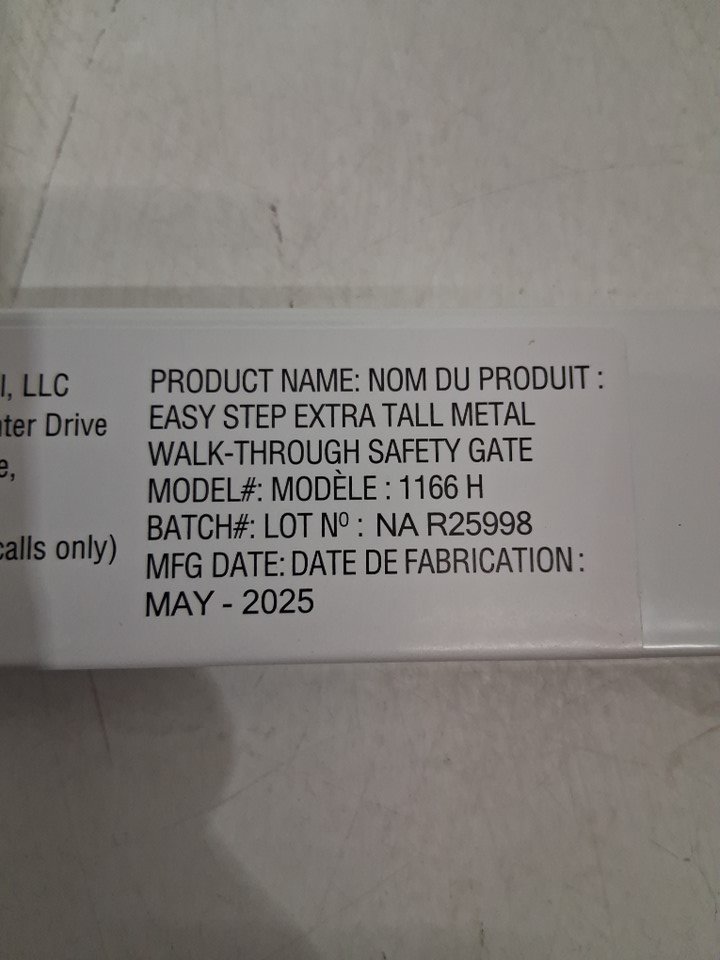 I, LLC
Drive
calls only)
PRODUCT NAME: NOM DU PRODUIT :
EASY STEP EXTRA TALL METAL
WALK-THROUGH SAFETY GATE
MODEL#: MODÈLE : 1166 H
BATCH#: LOT Nº : NA R25998
MFG DATE: DATE DE FABRICATION :
MAY - 2025